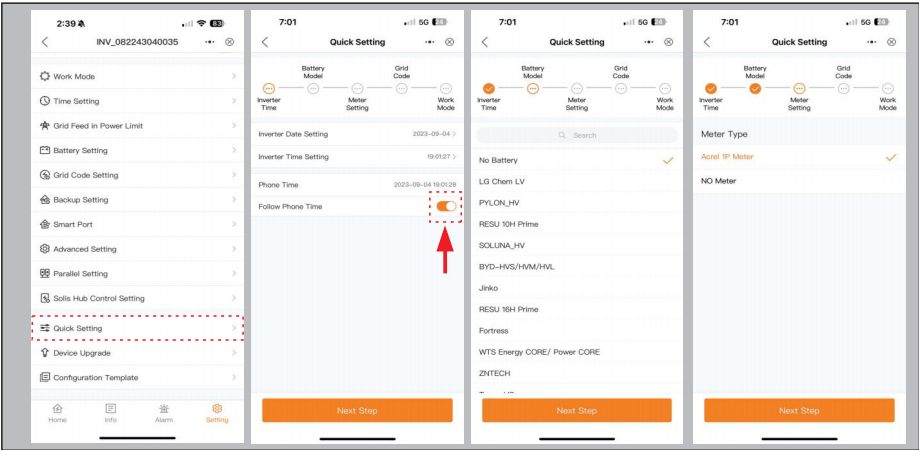 2:39
83
INV_082243040035
Work Mode
Time Setting
Grid Feed in Power Limit
Battery Setting
Grid Code Setting
Backup Setting
Smart Port
Advanced Setting
Parallel Setting
Solis Hub Control Setting
Quick Setting
Device Upgrade
Configuration Template
Home Info Alarm Setting
7:01
5G 24
Quick Setting
Battery Model
Grid Code
Inverter Time
Meter Setting
Work Mode
Inverter Date Setting 2023-09-04
Inverter Time Setting 19:01:27
Phone Time 2023-09-04 19:01:28
Follow Phone Time
Next Step
7:01
5G 24
Quick Setting
Battery Model
Grid Code
Inverter Time
Meter Setting
Work Mode
Search
No Battery
LG Chem LV
PYLON_HV
RESU 10H Prime
SOLUNA_HV
BYD-HVS/HVM/HVL
Jinko
RESU 16H Prime
Fortress
WTS Energy CORE/ Power CORE
ZNTECH
Next Step
7:01
5G 24
Quick Setting
Battery Model
Grid Code
Inverter Time
Meter Setting
Work Mode
Meter Type
Acrel 1P Meter
NO Meter
Next Step